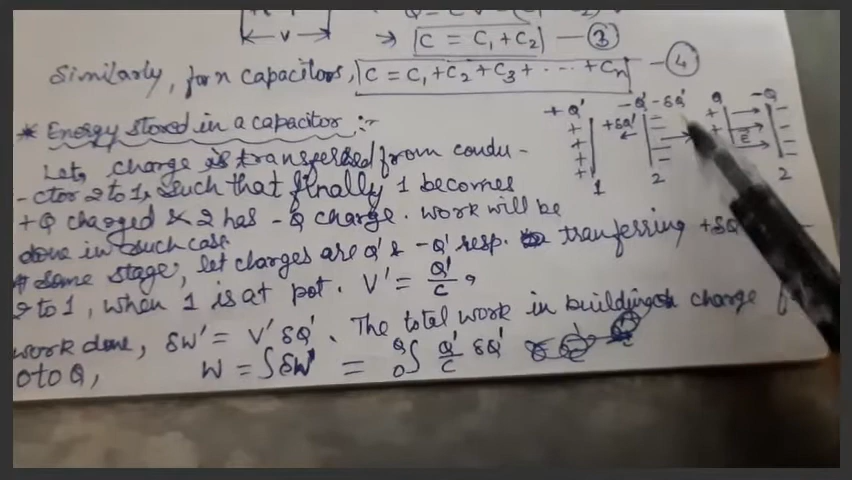 V
Q = C V = (C1 + C2) V
→ C = C1 + C2 — ③
Similarly, for n capacitors, C = C1 + C2 + C3 + ... + Cn — ④
* Energy stored in a capacitor :-
Let, charge is transferred from condu-
-ctor 2 to 1, such that finally 1 becomes
+Q charged & 2 has -Q charge. Work will be
done in such case.
At some stage, let charges are Q' & -Q' resp. tranferring +δQ'
2 to 1, when 1 is at pot. V' = Q'/C,
work done, δW' = V' δQ'. The total work in building charge
0 to Q, W = ∫δW' = 0∫Q Q'/C δQ'
+Q' -Q' -δQ' Q -Q
+δQ'
E
1 2 2